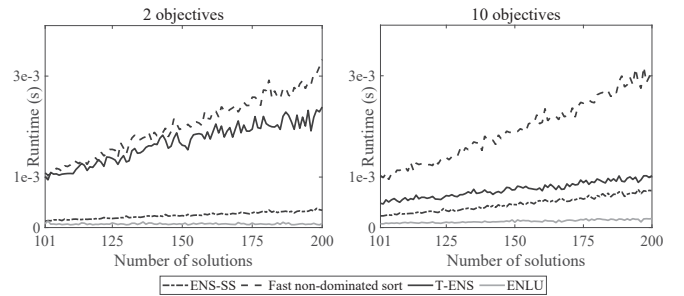 2 objectives
10 objectives
Runtime (s)
3e-3
1e-3
0
101
125
150
175
200
Number of solutions
Runtime (s)
3e-3
1e-3
0
101
125
150
175
200
Number of solutions
ENS-SS
Fast non-dominated sort
T-ENS
ENLU